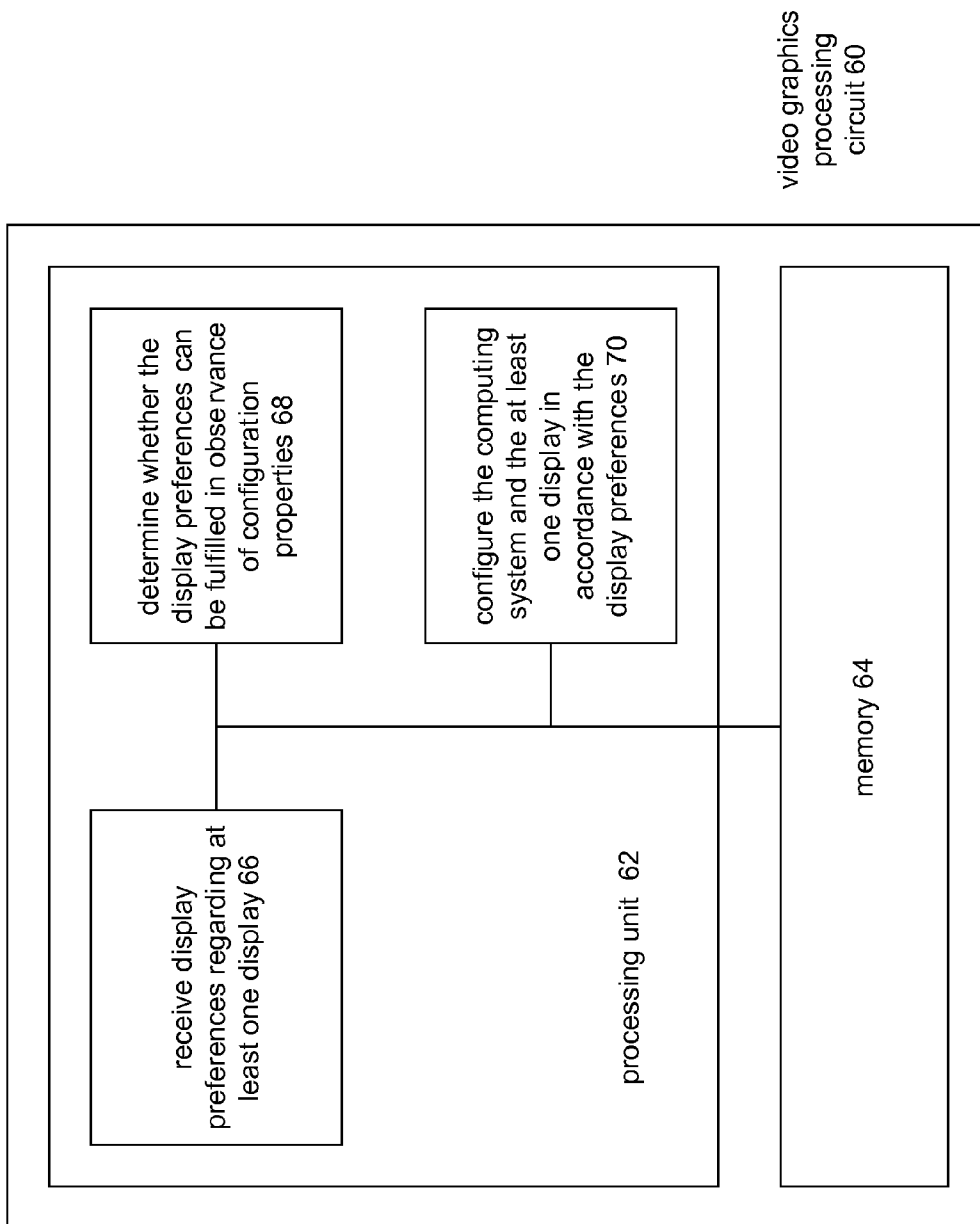 receive display
preferences regarding at
least one display 66
determine whether the
display preferences can
be fulfilled in observance
of configuration
properties 68
configure the computing
system and the at least
one display in
accordance with the
display preferences 70
processing unit 62
memory 64
video graphics
processing
circuit 60